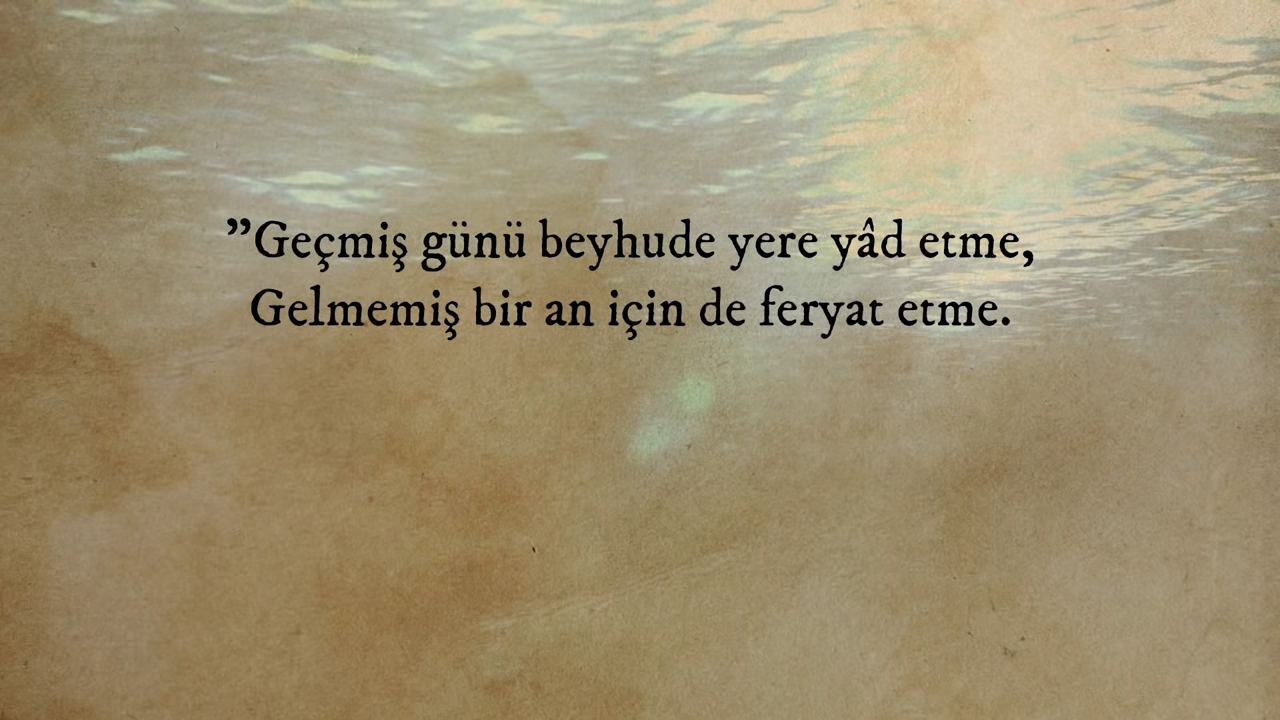 ”Geçmiş günü beyhude yere yâd etme,
Gelmemiş bir an için de feryat etme.